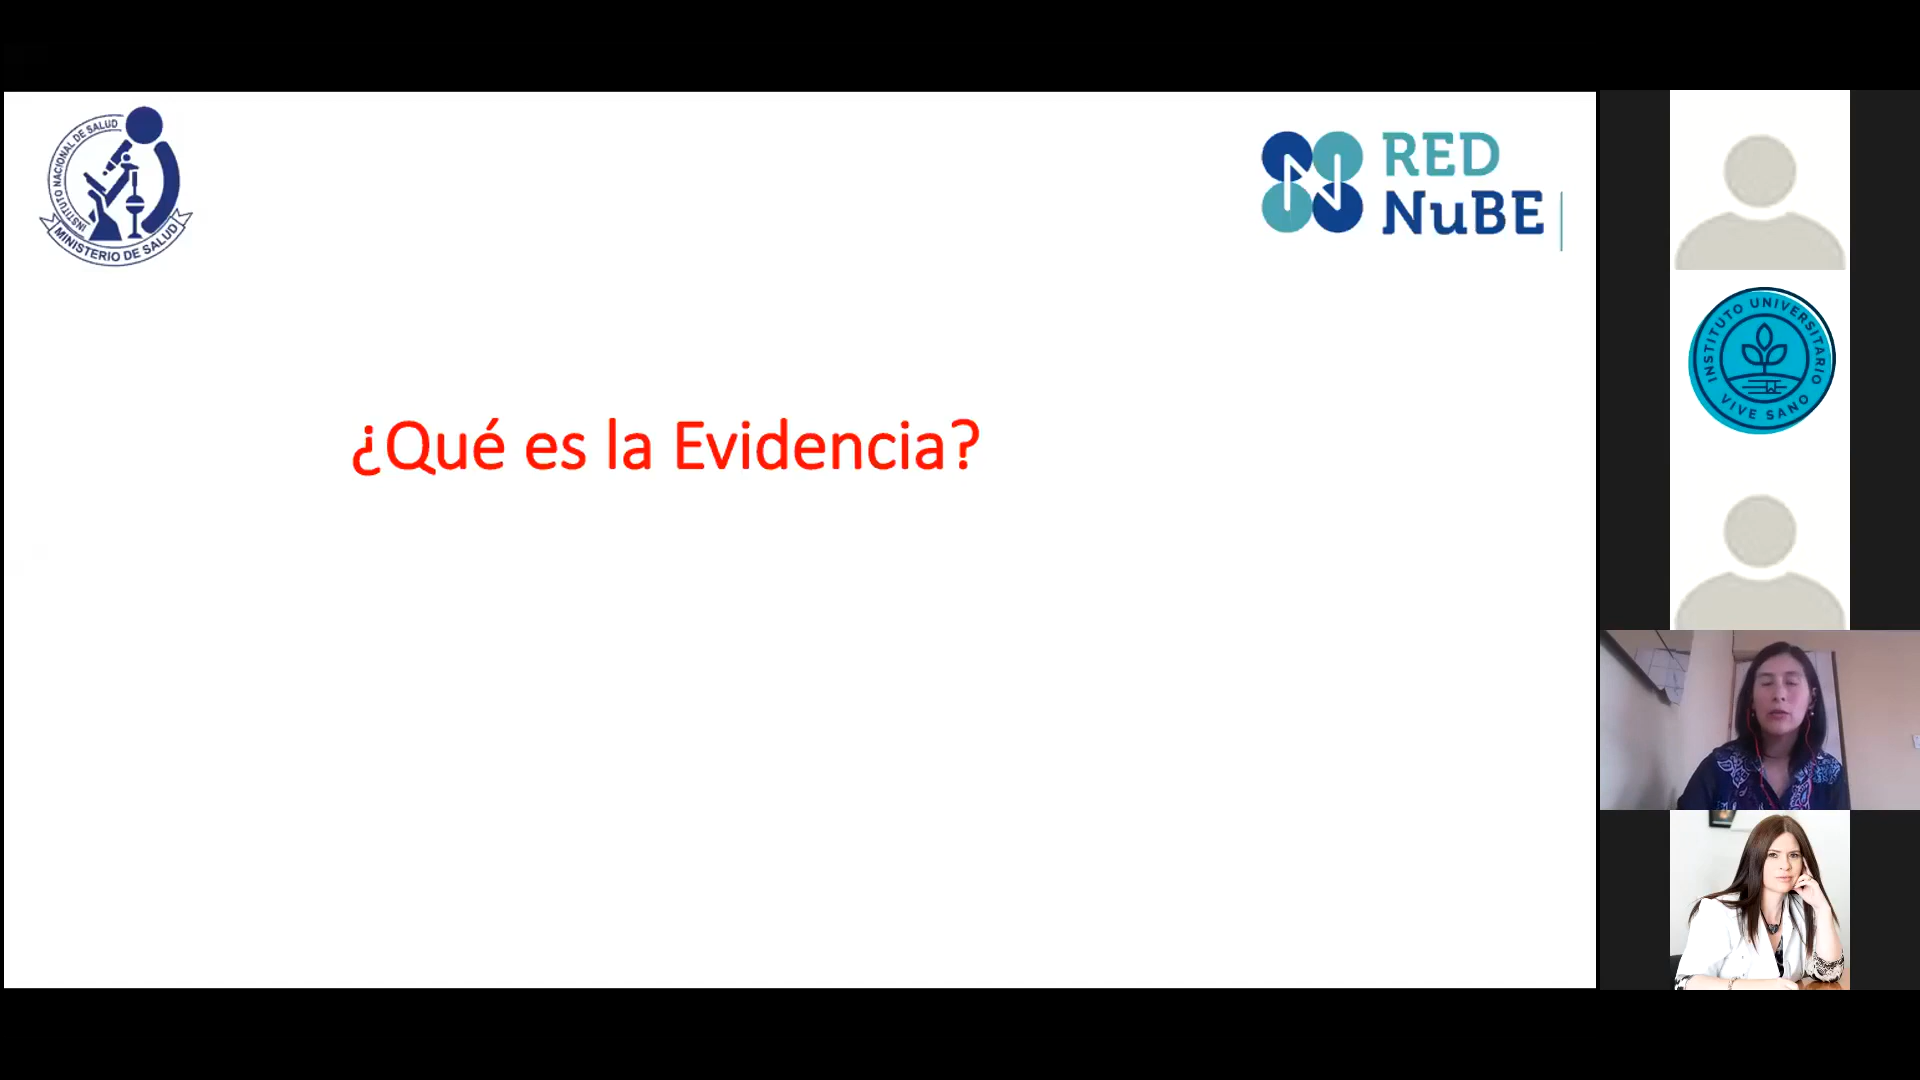 INSTITUTO NACIONAL DE SALUD
MINISTERIO DE SALUD
N
RED
NuBE
¿Qué es la Evidencia?
INSTITUTO UNIVERSITARIO
VIVE SANO